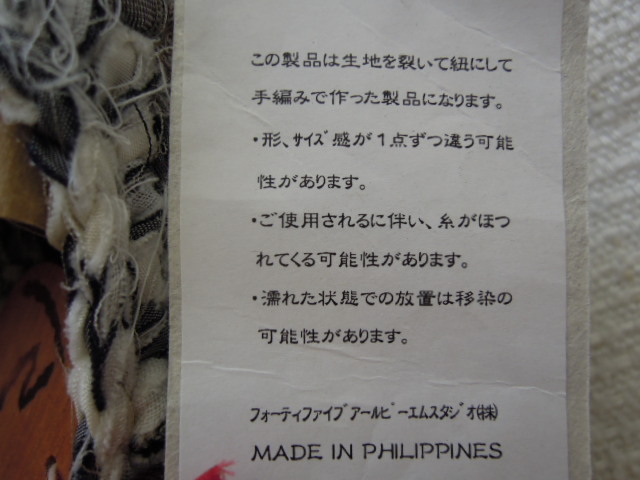 この製品は生地を裂いて紐にして
手編みで作った製品になります。
・形、ｻｲｽﾞ感が１点ずつ違う可能
性があります。
・ご使用されるに伴い、糸がほつ
れてくる可能性があります。
・濡れた状態での放置は移染の
可能性があります。
ﾌｫｰﾃｨﾌｧｲﾌﾞｱｰﾙﾋﾟｰｴﾑｽﾀｼﾞｵ㈱
MADE IN PHILIPPINES